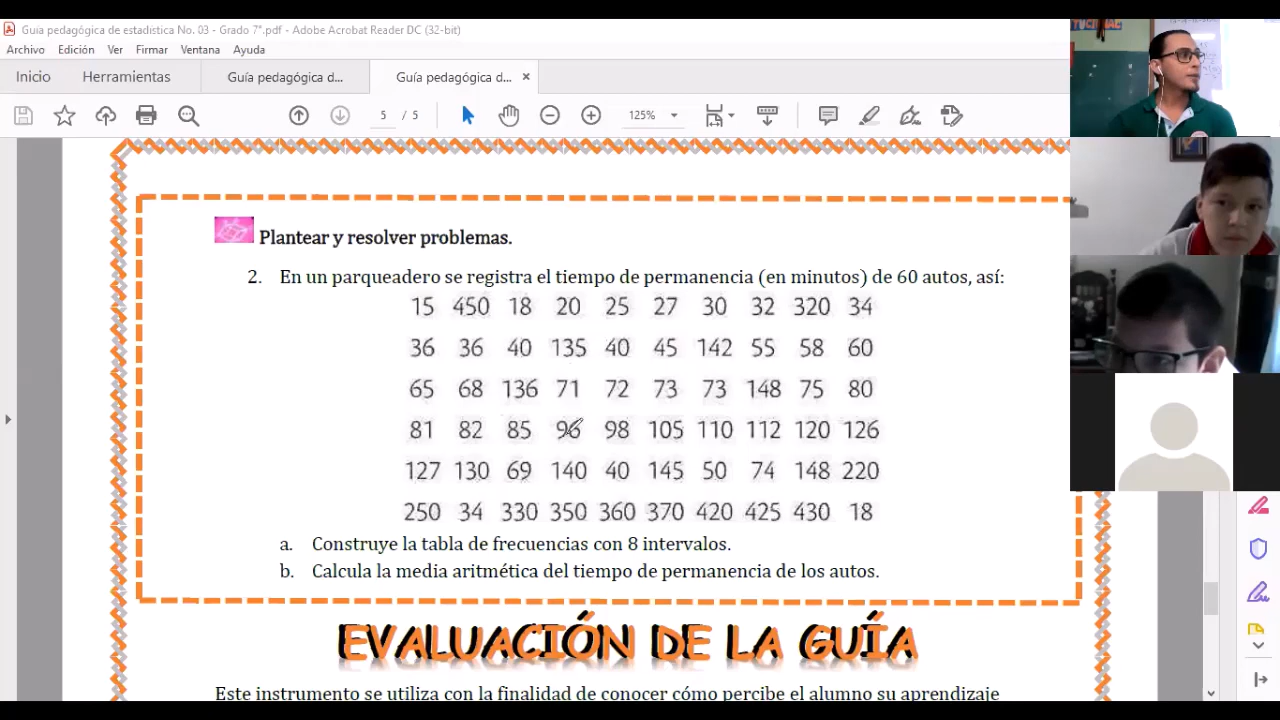 Guía pedagógica de estadística No. 03 - Grado 7°.pdf - Adobe Acrobat Reader DC (32-bit)
Archivo Edición Ver Firmar Ventana Ayuda
Inicio Herramientas Guía pedagógica d... Guía pedagógica d... ×
5 / 5 125%
Plantear y resolver problemas.
2. En un parqueadero se registra el tiempo de permanencia (en minutos) de 60 autos, así:
15 450 18 20 25 27 30 32 320 34
36 36 40 135 40 45 142 55 58 60
65 68 136 71 72 73 73 148 75 80
81 82 85 96 98 105 110 112 120 126
127 130 69 140 40 145 50 74 148 220
250 34 330 350 360 370 420 425 430 18
a. Construye la tabla de frecuencias con 8 intervalos.
b. Calcula la media aritmética del tiempo de permanencia de los autos.
EVALUACIÓN DE LA GUÍA
Este instrumento se utiliza con la finalidad de conocer cómo percibe el alumno su aprendizaje